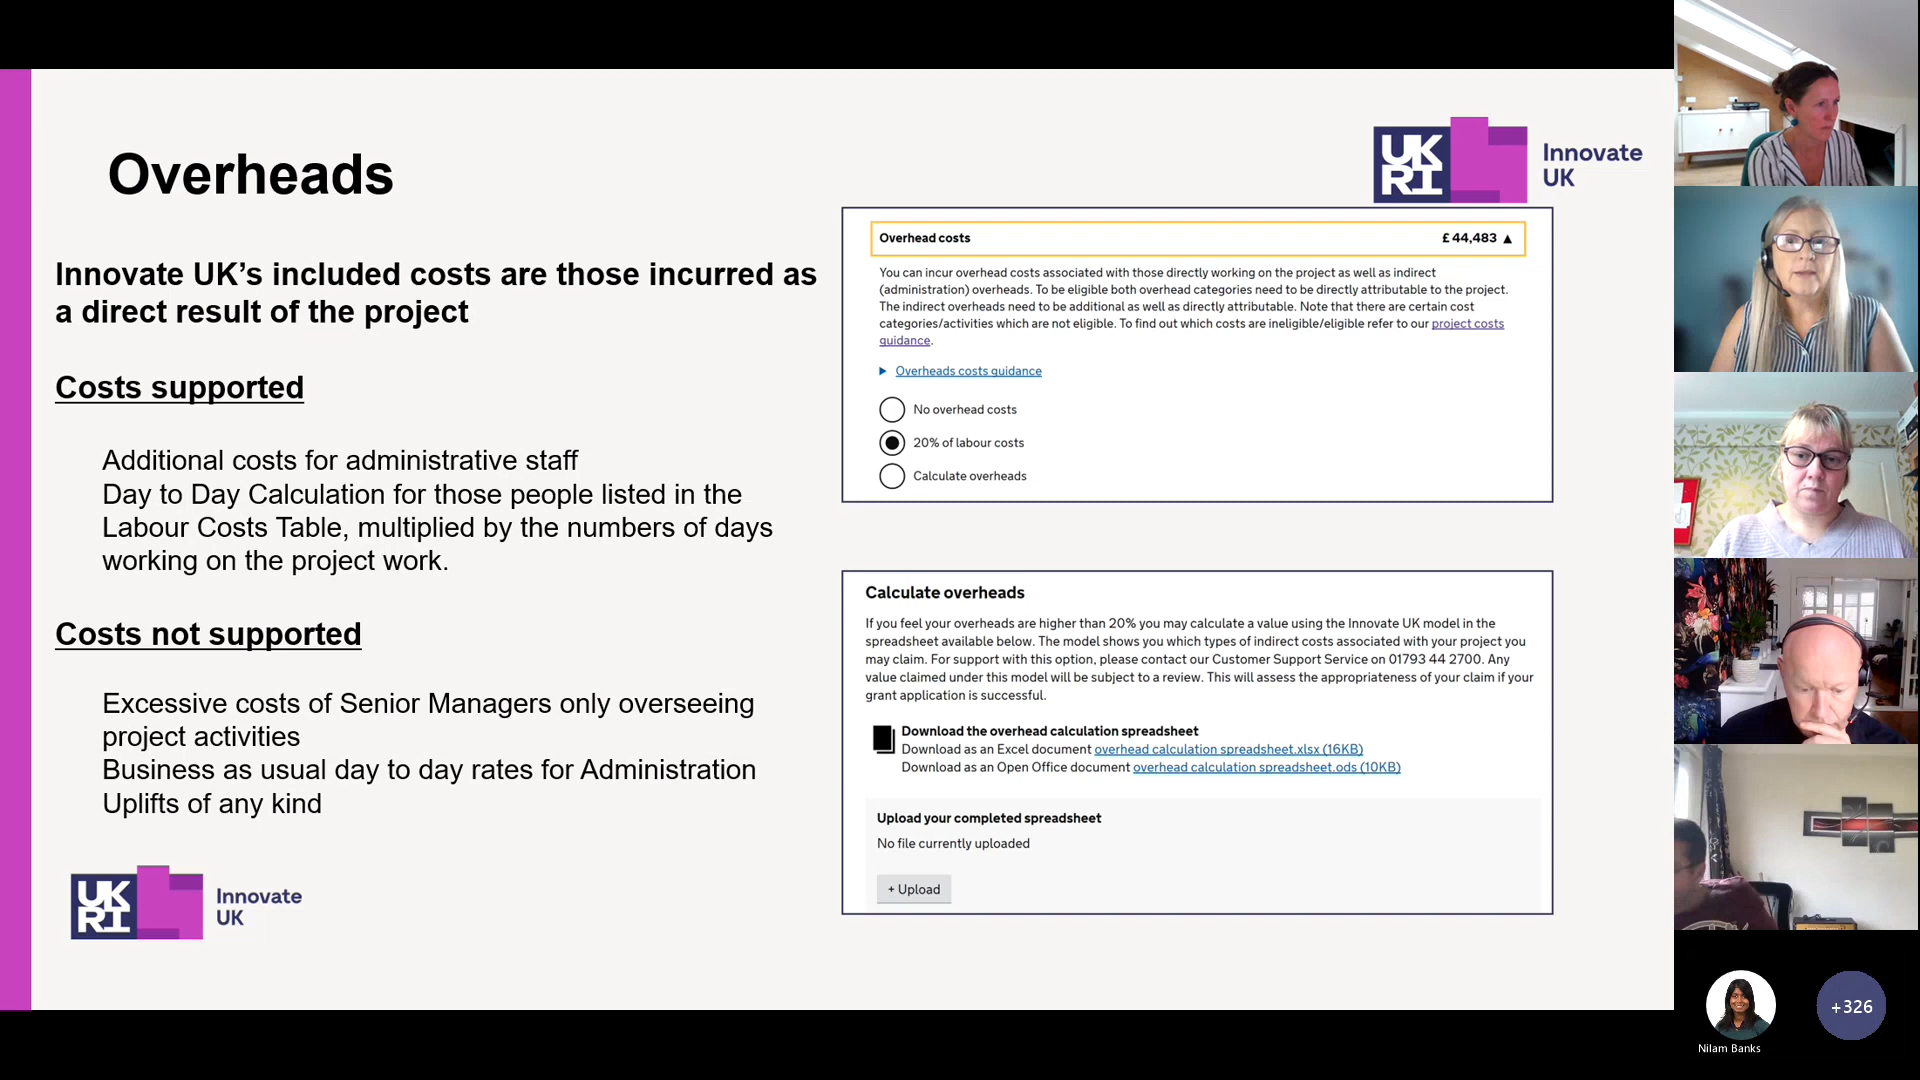 Overheads
UK
RI
Innovate
UK
Innovate UK’s included costs are those incurred as
a direct result of the project
Costs supported
Additional costs for administrative staff
Day to Day Calculation for those people listed in the
Labour Costs Table, multiplied by the numbers of days
working on the project work.
Costs not supported
Excessive costs of Senior Managers only overseeing
project activities
Business as usual day to day rates for Administration
Uplifts of any kind
UK
RI
Innovate
UK
Overhead costs £ 44,483 ▲
You can incur overhead costs associated with those directly working on the project as well as indirect
(administration) overheads. To be eligible both overhead categories need to be directly attributable to the project.
The indirect overheads need to be additional as well as directly attributable. Note that there are certain cost
categories/activities which are not eligible. To find out which costs are ineligible/eligible refer to our project costs
guidance.
Overheads costs guidance
No overhead costs
20% of labour costs
Calculate overheads
Calculate overheads
If you feel your overheads are higher than 20% you may calculate a value using the Innovate UK model in the
spreadsheet available below. The model shows you which types of indirect costs associated with your project you
may claim. For support with this option, please contact our Customer Support Service on 01793 44 2700. Any
value claimed under this model will be subject to a review. This will assess the appropriateness of your claim if your
grant application is successful.
Download the overhead calculation spreadsheet
Download as an Excel document overhead calculation spreadsheet.xlsx (16KB)
Download as an Open Office document overhead calculation spreadsheet.ods (10KB)
Upload your completed spreadsheet
No file currently uploaded
+ Upload
+326
Nilam Banks